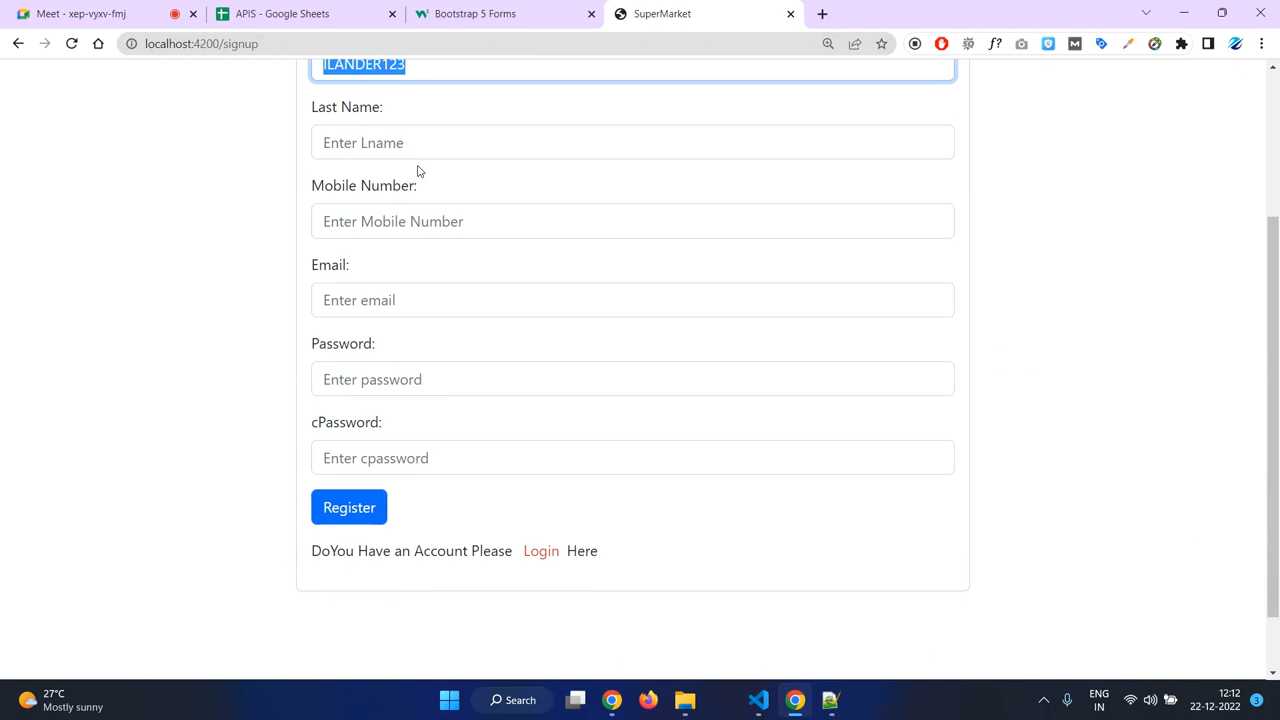 Meet - xep-vyxv-fmj
APIS - Google Sheets
Bootstrap 5 Forms
SuperMarket
localhost:4200/signup
ILANDER123
Last Name:
Enter Lname
Mobile Number:
Enter Mobile Number
Email:
Enter email
Password:
Enter password
cPassword:
Enter cpassword
Register
DoYou Have an Account Please Login Here
27°C
Mostly sunny
Search
ENG
IN
12:12
22-12-2022
3